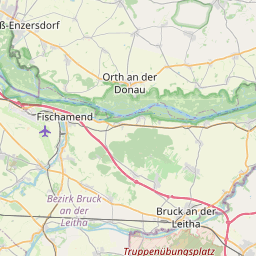 ß-Enzersdorf
Orth an der
Donau
Fischamend
Bezirk Bruck
an der
Leitha
Bruck an der
Leitha
Truppenübungsplatz